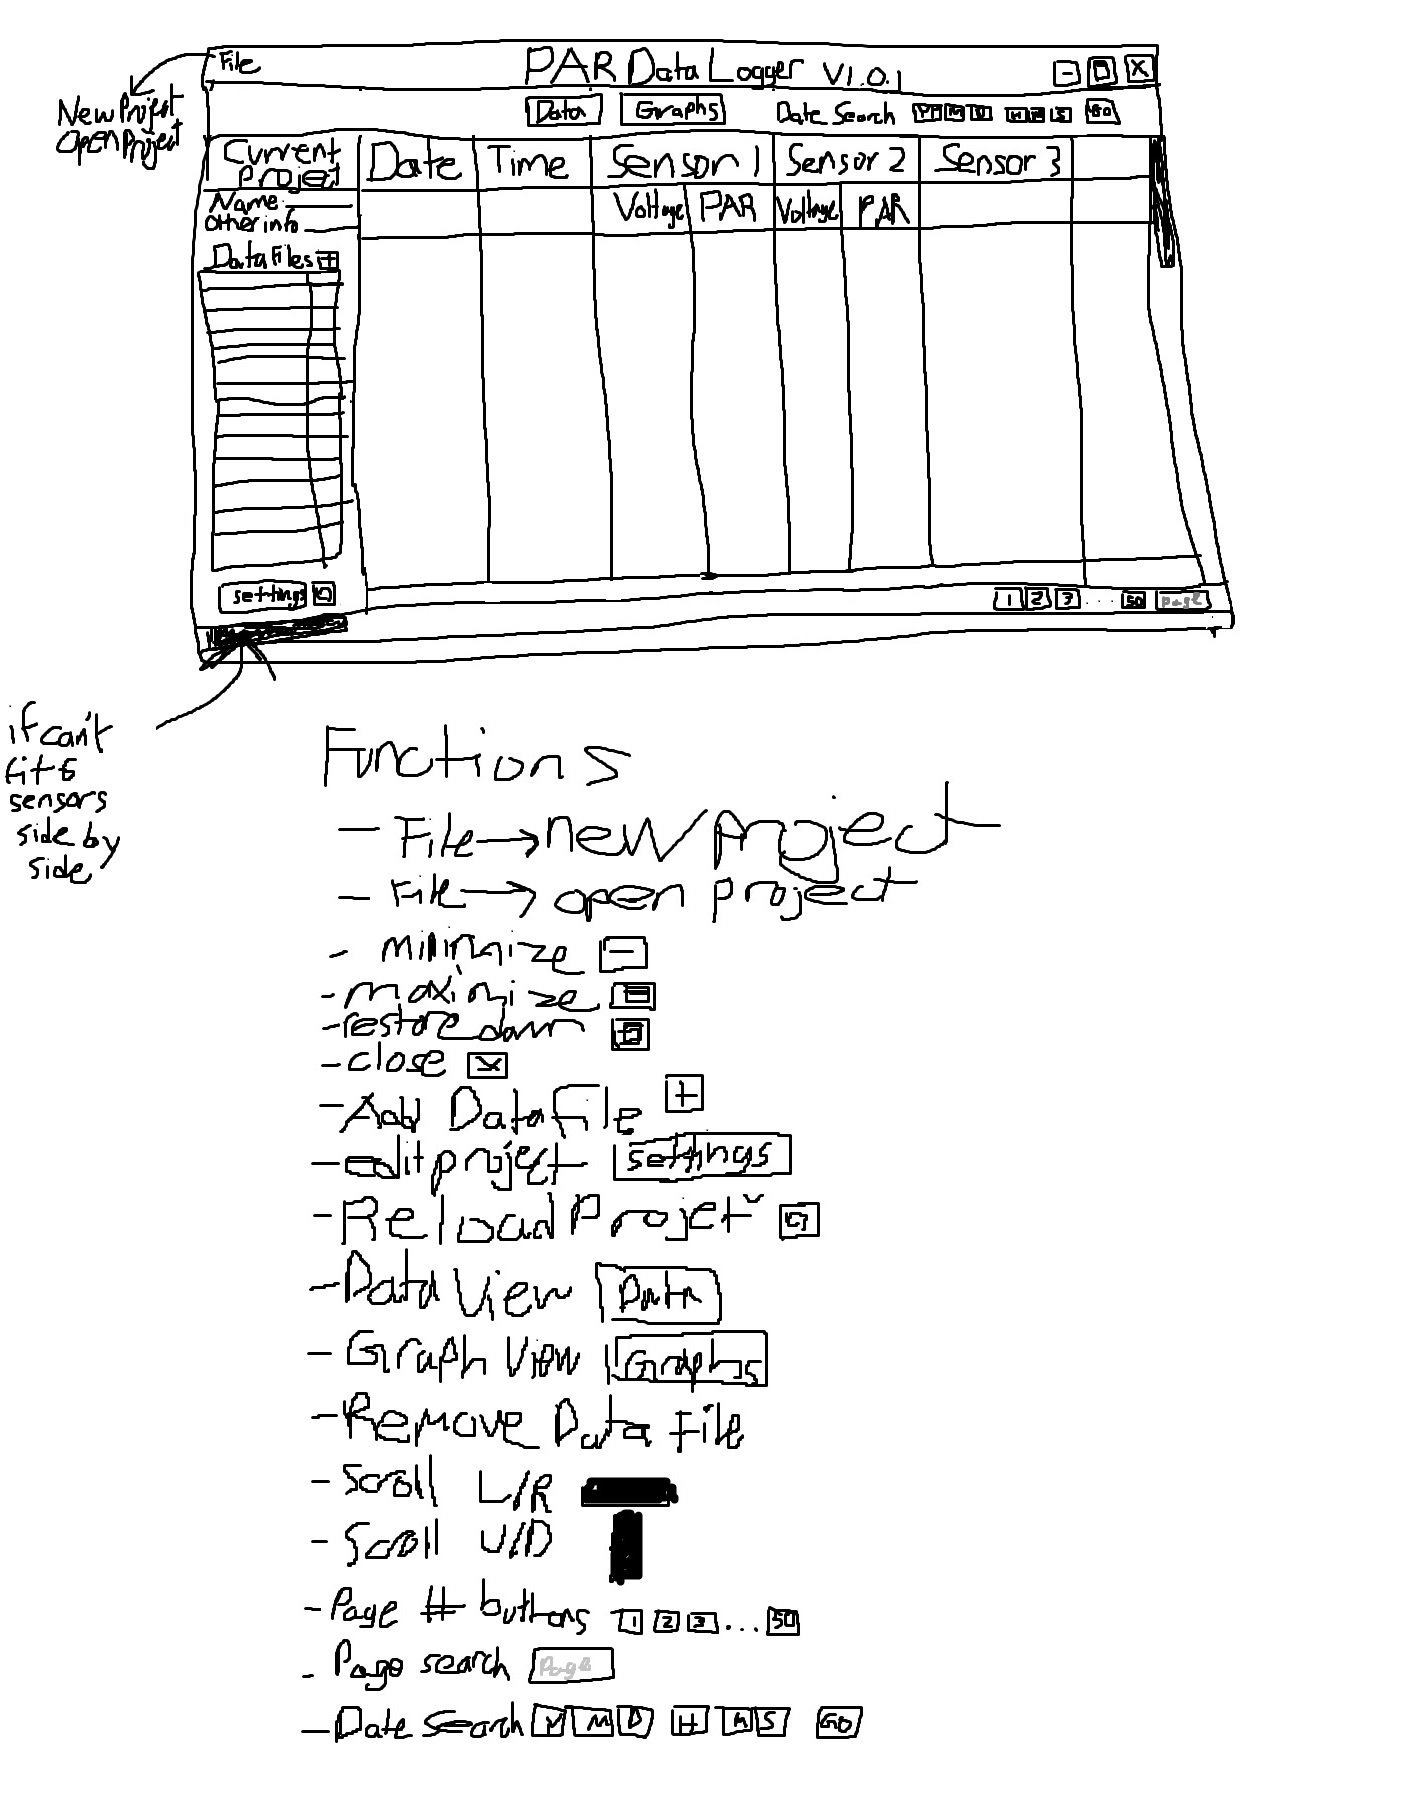 File PAR Data Logger V1.0.1 - X
New Project
Open Project
Data Graphs Date Search Y M D H M S GO
Current Project
Date Time Sensor 1 Sensor 2 Sensor 3
Name
Other info
Voltage PAR Voltage PAR
Data Files +
settings
1 2 3 .... 50 Page
if can't
fit 5
sensors
side by
side
Functions
- File → new project
- File → open project
- minimize -
- maximize
- restore down
- close X
- Add Data File +
- edit project settings
- Reload Projet
- Data View Data
- Graph View Graphs
- Remove Data File
- Scroll L/R
- Scroll U/D
- Page # buttons 1 2 3 ... 50
- Page search Page
- Date Search Y M D H M S GO